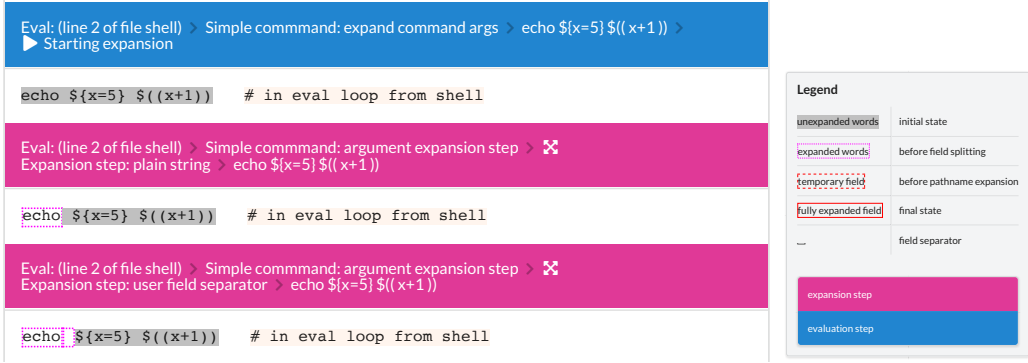 Eval: (line 2 of file shell) > Simple commmand: expand command args > echo ${x=5} $((x+1)) >
Starting expansion
echo ${x=5} $((x+1)) # in eval loop from shell
Eval: (line 2 of file shell) > Simple commmand: argument expansion step >
Expansion step: plain string > echo ${x=5} $((x+1))
echo ${x=5} $((x+1)) # in eval loop from shell
Eval: (line 2 of file shell) > Simple commmand: argument expansion step >
Expansion step: user field separator > echo ${x=5} $((x+1))
echo ${x=5} $((x+1)) # in eval loop from shell
Legend
unexpanded words initial state
expanded words before field splitting
temporary field before pathname expansion
fully expanded field final state
⎵ field separator
expansion step
evaluation step